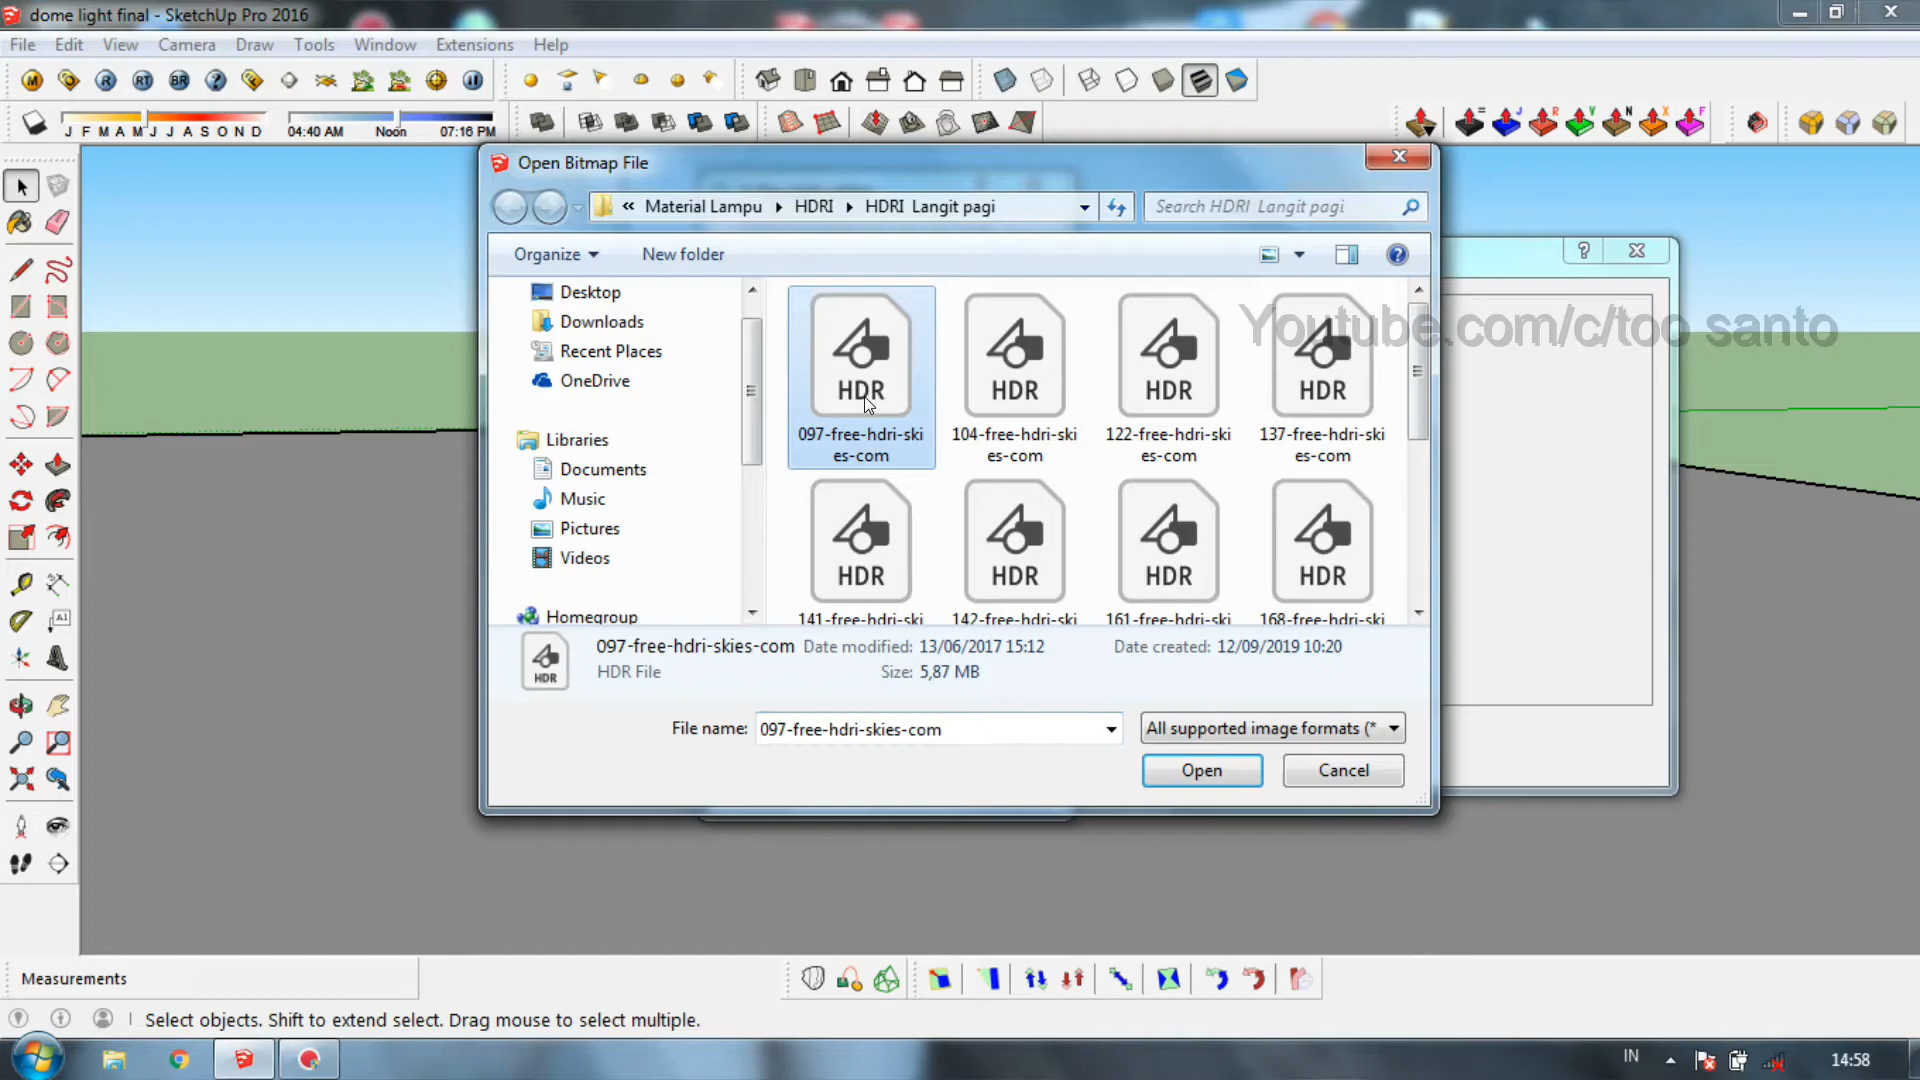 dome light final - SketchUp Pro 2016
File Edit View Camera Draw Tools Window Extensions Help
M R RT BR
J F M A M J J A S O N D 04:40 AM Noon 07:16 PM
Open Bitmap File
« Material Lampu HDRI HDRI Langit pagi Search HDRI Langit pagi
Organize New folder
Desktop
Downloads
Recent Places
OneDrive
Libraries
Documents
Music
Pictures
Videos
Homegroup
HDR HDR HDR HDR
097-free-hdri-ski 104-free-hdri-ski 122-free-hdri-ski 137-free-hdri-ski
es-com es-com es-com es-com
HDR HDR HDR HDR
141-free-hdri-ski 142-free-hdri-ski 161-free-hdri-ski 168-free-hdri-ski
Youtube.com/c/too santo
HDR
097-free-hdri-skies-com Date modified: 13/06/2017 15:12 Date created: 12/09/2019 10:20
HDR File Size: 5,87 MB
File name: 097-free-hdri-skies-com All supported image formats (*
Open Cancel
Measurements
Select objects. Shift to extend select. Drag mouse to select multiple.
IN 14:58